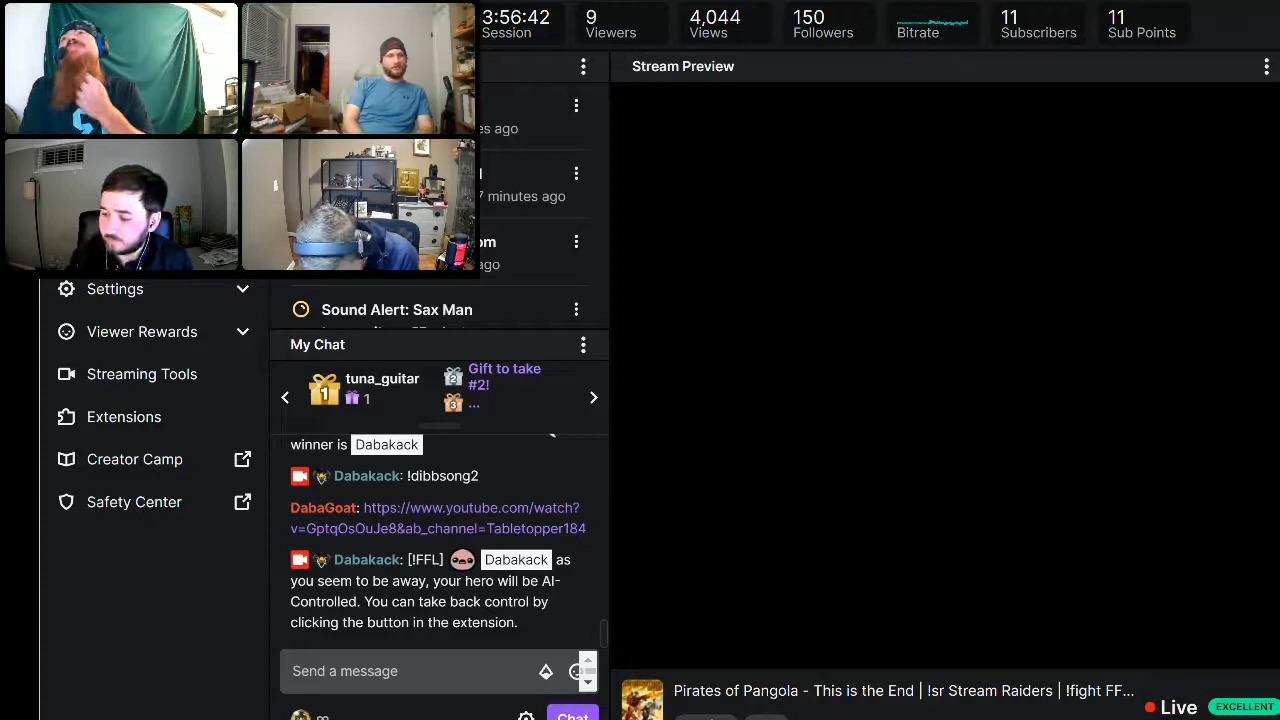 3:56:42
Session
9
Viewers
4,044
Views
150
Followers
Bitrate
11
Subscribers
11
Sub Points
Stream Preview
es ago
7 minutes ago
om
ago
Sound Alert: Sax Man
Settings
Viewer Rewards
Streaming Tools
Extensions
Creator Camp
Safety Center
My Chat
1
tuna_guitar
1
2
Gift to take
#2!
3
...
winner is Dabakack
Dabakack: !dibbsong2
DabaGoat: https://www.youtube.com/watch?
v=GptqOsOuJe8&ab_channel=Tabletopper184
Dabakack: [!FFL] Dabakack as
you seem to be away, your hero will be AI-
Controlled. You can take back control by
clicking the button in the extension.
Send a message
Chat
Pirates of Pangola - This is the End | !sr Stream Raiders | !fight FF...
Live
EXCELLENT